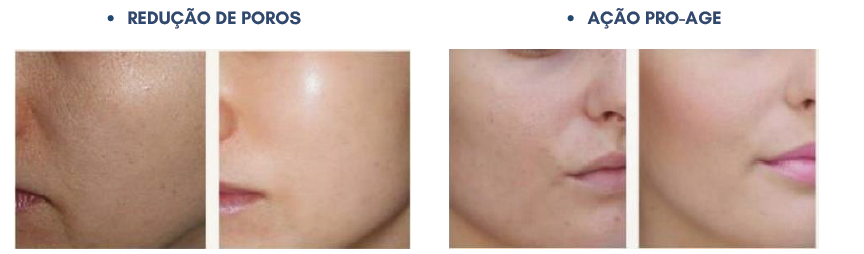 • REDUÇÃO DE POROS
• AÇÃO PRO-AGE